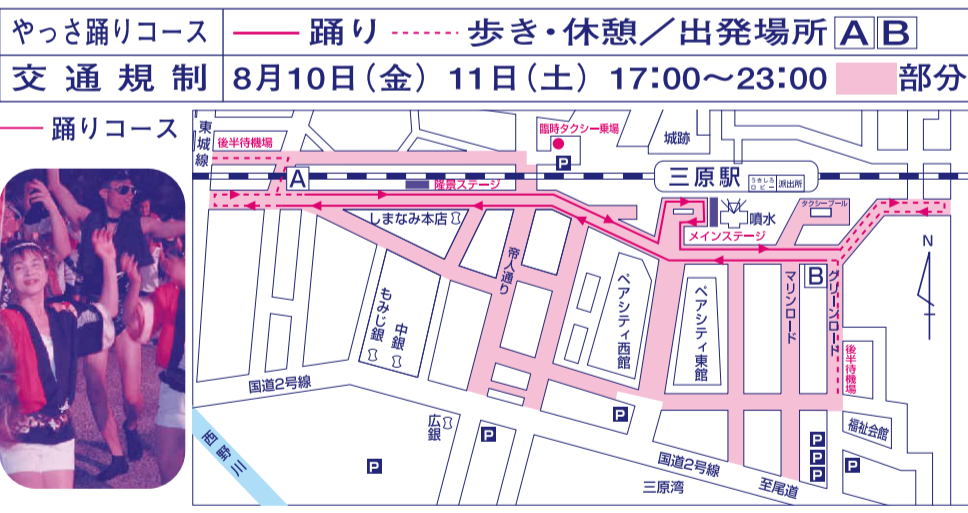 やっさ踊りコース
踊り
歩き・休憩／出発場所 A B
交通規制
8月10日（金） 11日（土） 17:00～23:00
部分
踊りコース
東城線
後半待機場
臨時タクシー乗場
P
城跡
A
隆景ステージ
三原駅
うきしろロビー
派出所
しまなみ本店
噴水
タクシープール
メインステージ
N
帝人通り
B
マリンロード
グリーンロード
ペアシティ西館
ペアシティ東館
もみじ銀
中銀
後半待機場
国道2号線
広銀
P
P
福祉会館
西野川
P
P
P
P
P
国道2号線
三原湾
至尾道